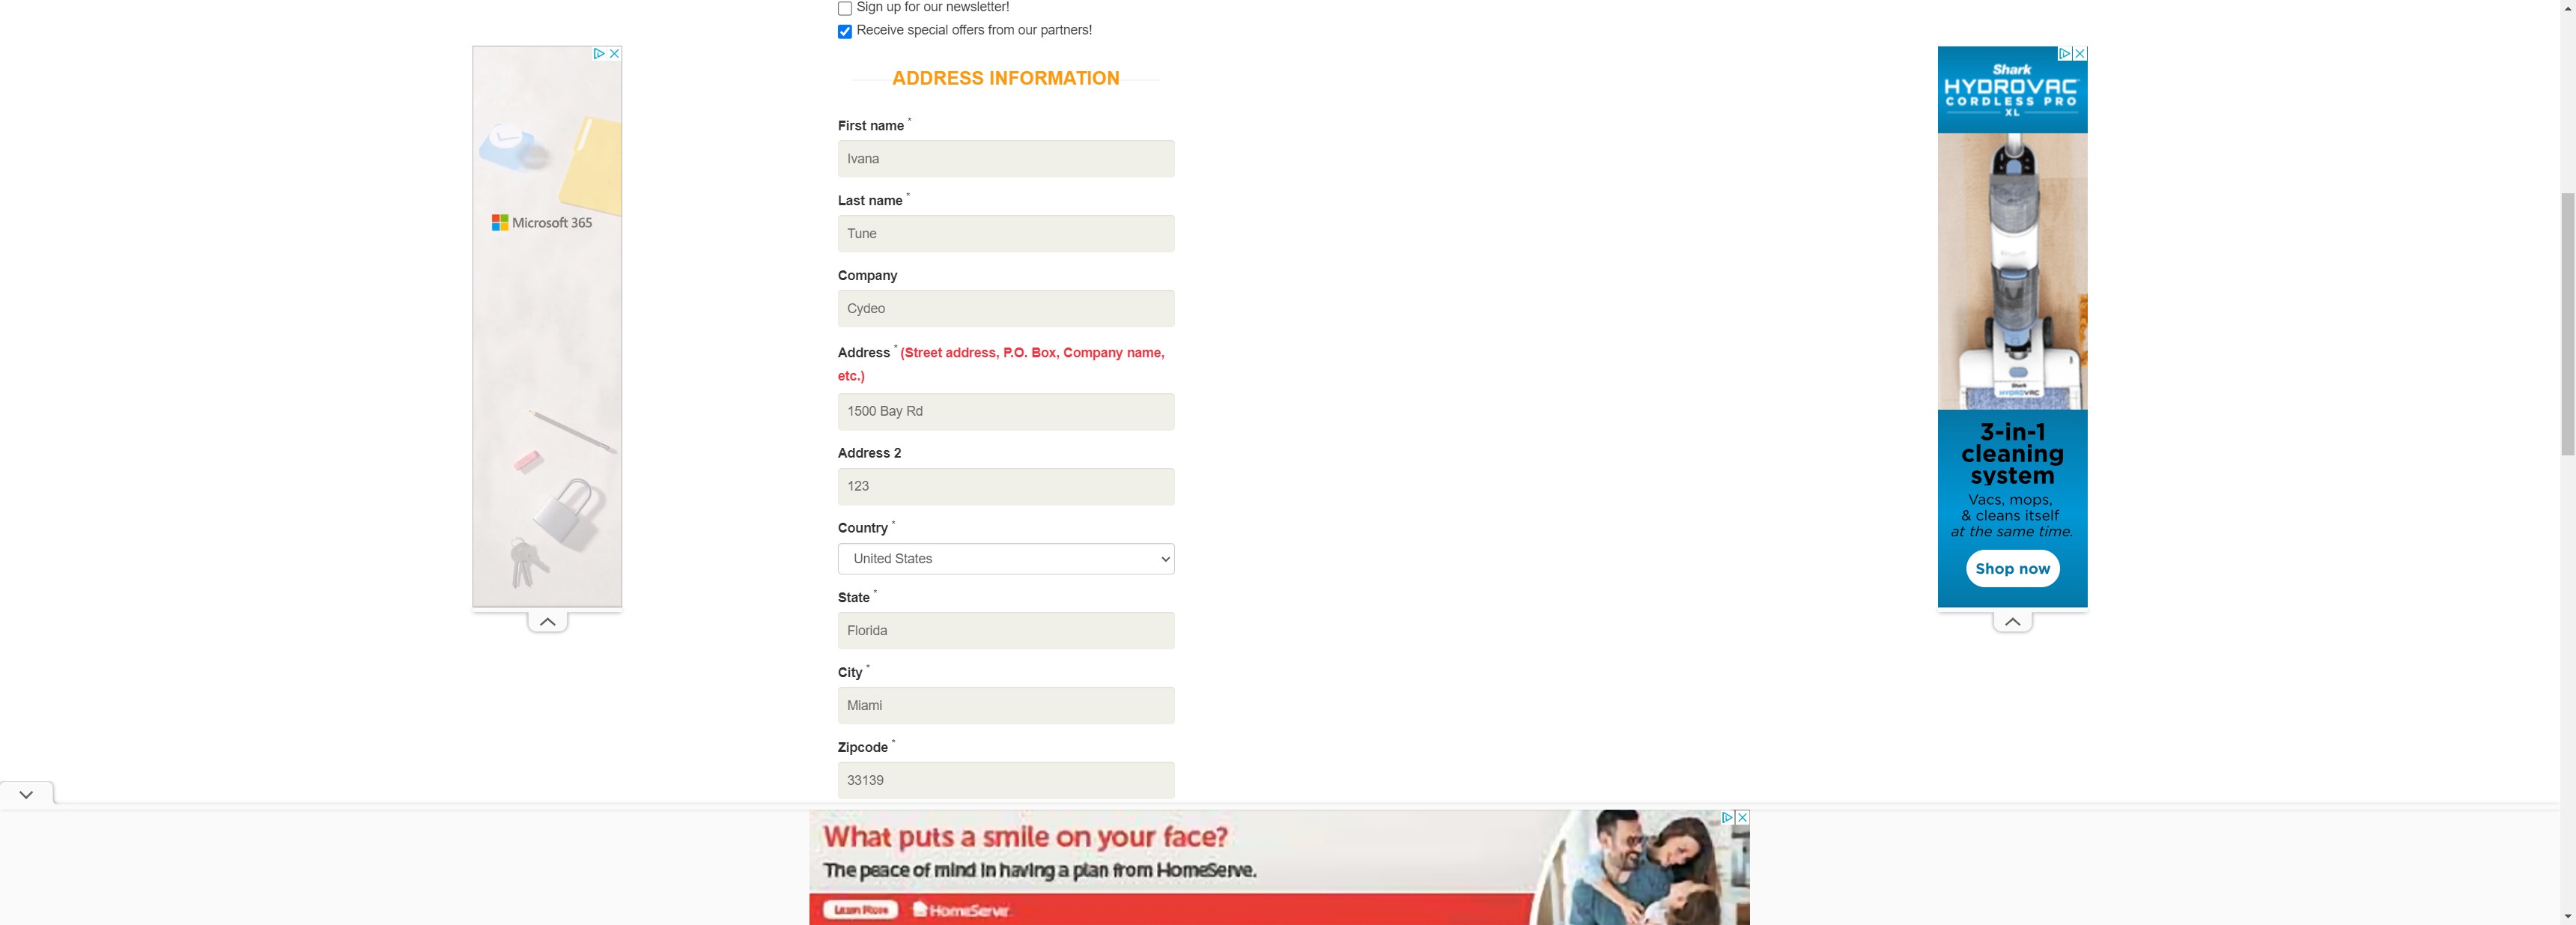 Sign up for our newsletter!
Receive special offers from our partners!
ADDRESS INFORMATION
First name *
Ivana
Last name *
Tune
Company
Cydeo
Address * (Street address, P.O. Box, Company name,
etc.)
1500 Bay Rd
Address 2
123
Country *
United States
State *
Florida
City *
Miami
Zipcode *
33139
Microsoft 365
Shark
HYDROVAC
CORDLESS PRO
XL
Shark
HYDROVAC
3-in-1
cleaning
system
Vacs, mops,
& cleans itself
at the same time.
Shop now
What puts a smile on your face?
The peace of mind in having a plan from HomeServe.
Learn More
HomeServe